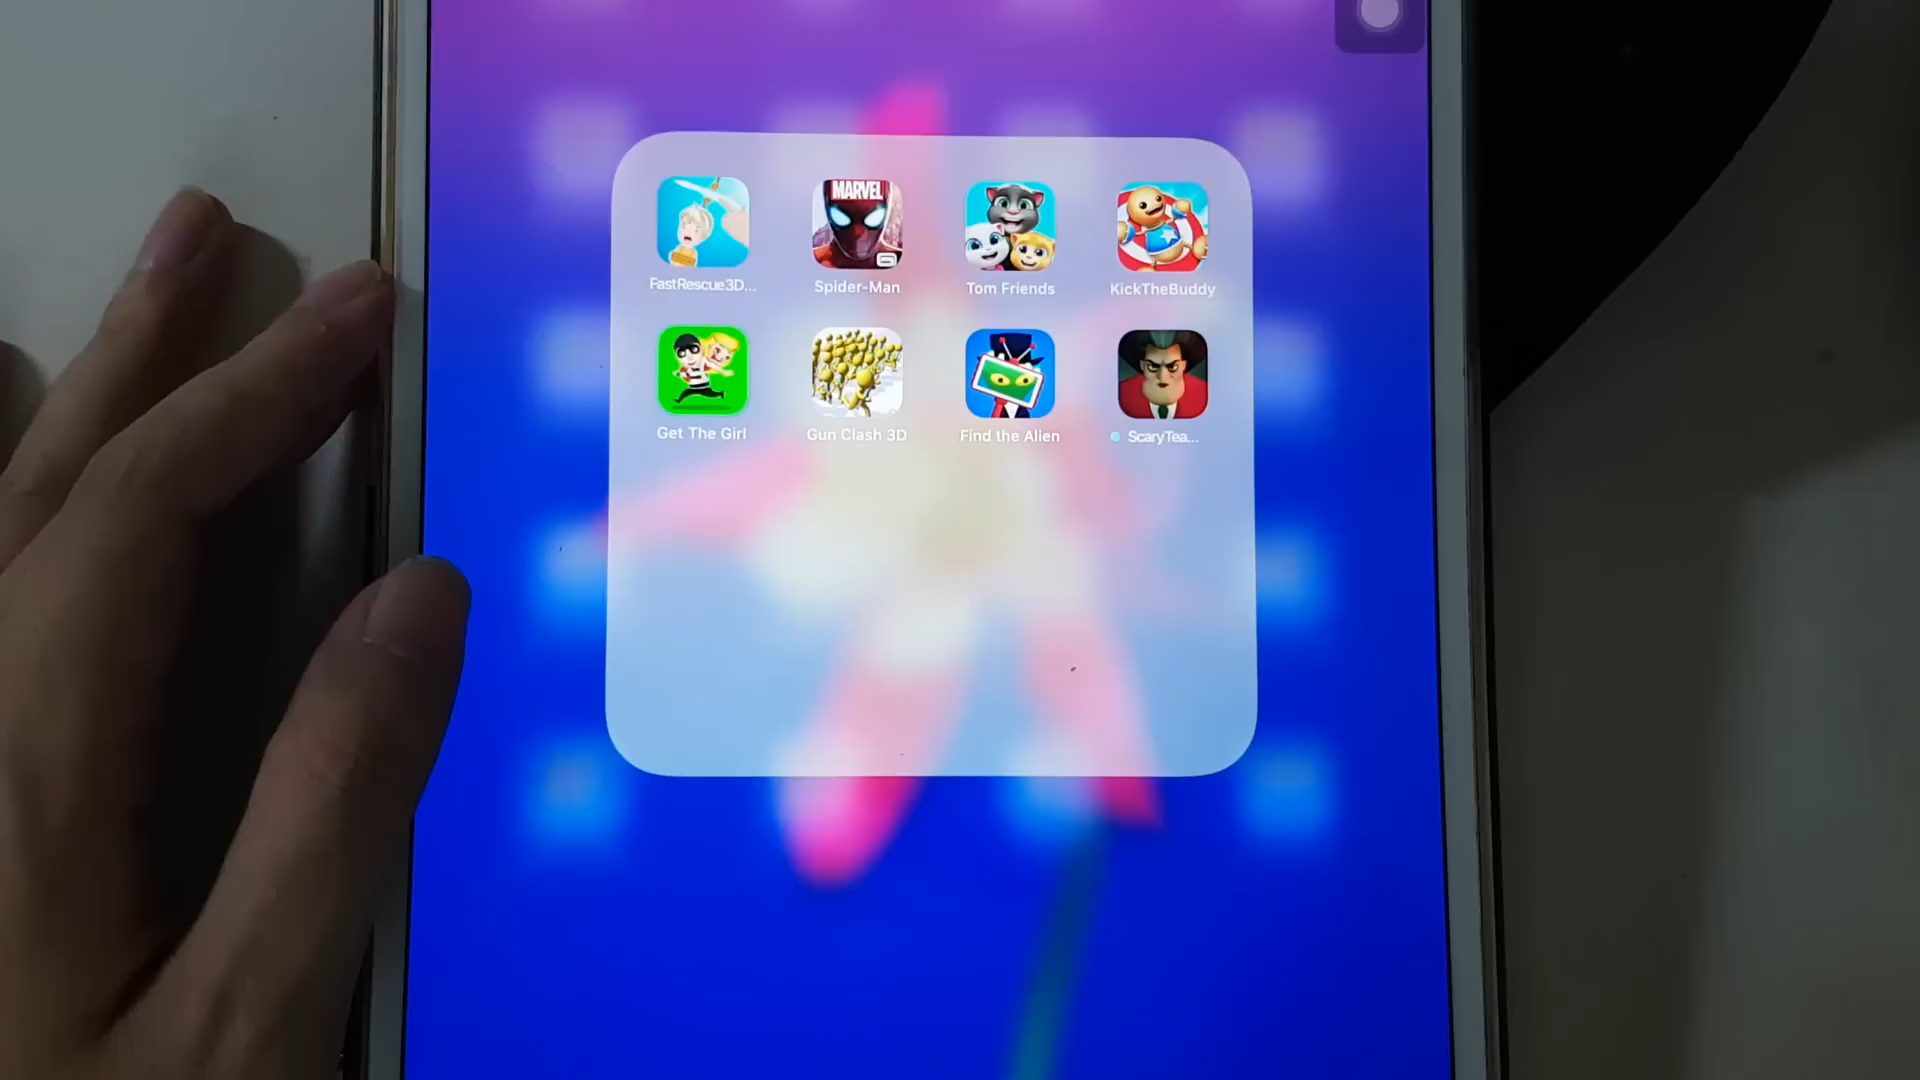 MARVEL
FastRescue3D...
Spider-Man
Tom Friends
KickTheBuddy
Get The Girl
Gun Clash 3D
Find the Alien
ScaryTea...